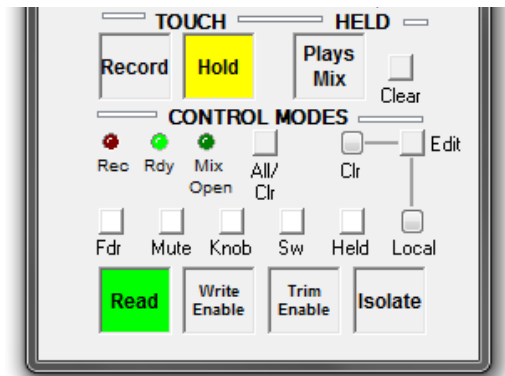 TOUCH HELD
Record Hold Plays
Mix
Clear
CONTROL MODES
Rec Rdy Mix
Open All/
Clr Clr Edit
Fdr Mute Knob Sw Held Local
Read Write
Enable Trim
Enable Isolate